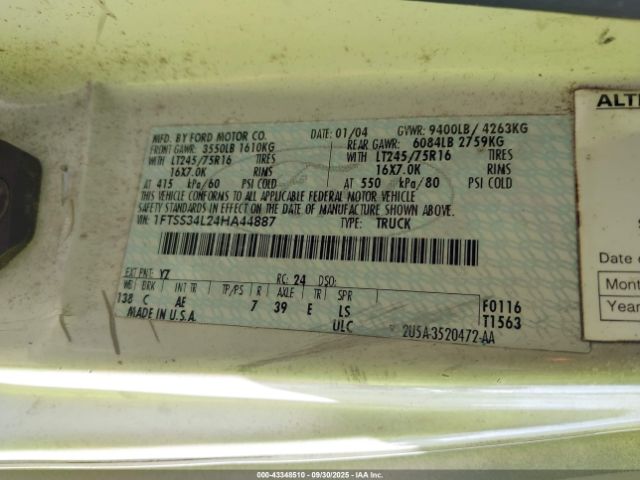 MFD. BY FORD MOTOR CO. DATE: 01/04 GVWR: 9400LB/ 4263KG
FRONT GAWR: 3550LB 1610KG REAR GAWR: 6084LB 2759KG
WITH LT245/75R16 TIRES WITH LT245/75R16 TIRES
16X7.0K RIMS 16X7.0K RIMS
AT 415 kPa/60 PSI COLD AT 550 kPa/80 PSI COLD
THIS VEHICLE CONFORMS TO ALL APPLICABLE FEDERAL MOTOR VEHICLE
SAFETY STANDARDS IN EFFECT ON THE DATE OF MANUFACTURE SHOWN ABOVE.
VIN: 1FTSS34L24HA44887 TYPE: TRUCK
EXT PNT: YZ RC: 24 DSO:
WB BRK INT TR TP/PS R AXLE TR SPR F0116
138 C AE 7 39 E LS T1563
MADE IN U.S.A. ULC 2U5A-3520472-AA
ALT
Date o
Mont
000-43348510 - 09/30/2025 - IAA Inc.